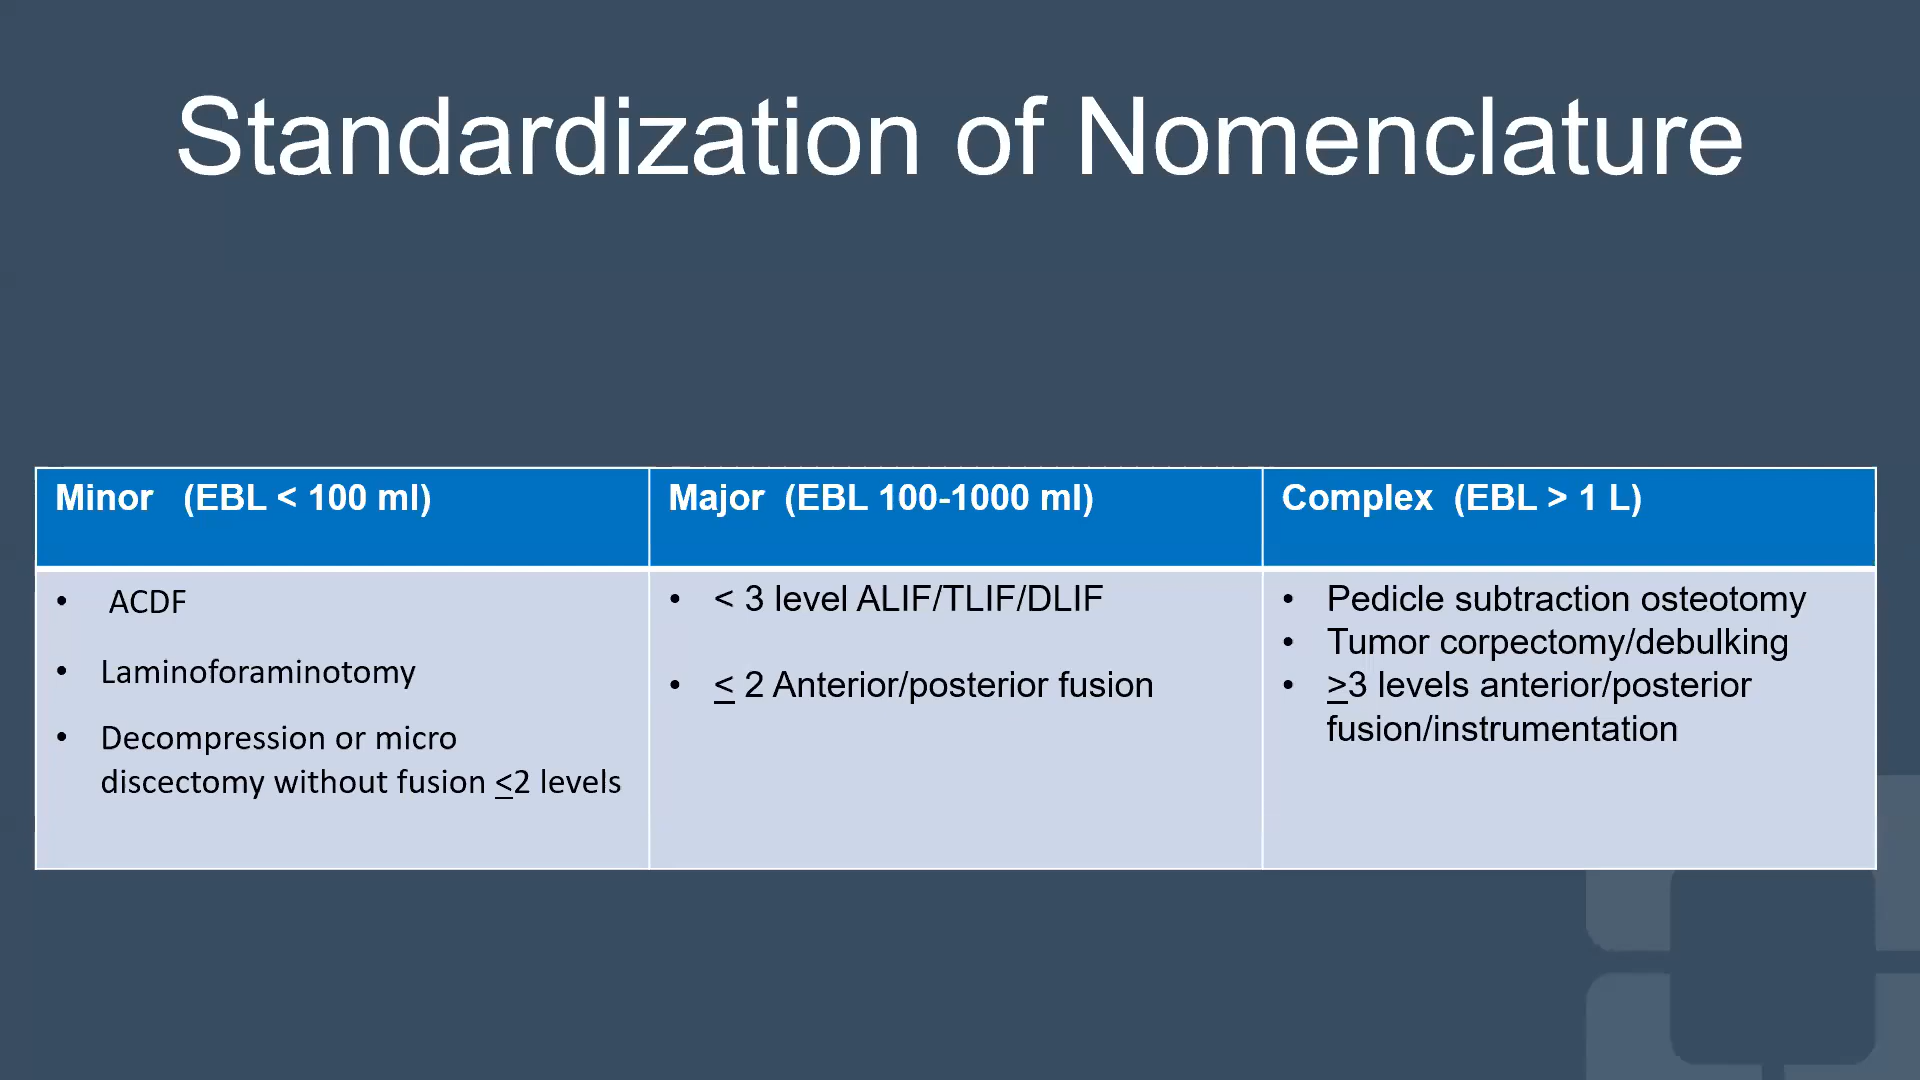 Standardization of Nomenclature
Minor (EBL < 100 ml)
Major (EBL 100-1000 ml)
Complex (EBL > 1 L)
• ACDF
• Laminoforaminotomy
• Decompression or micro
discectomy without fusion <2 levels
• < 3 level ALIF/TLIF/DLIF
• < 2 Anterior/posterior fusion
• Pedicle subtraction osteotomy
• Tumor corpectomy/debulking
• >3 levels anterior/posterior
fusion/instrumentation